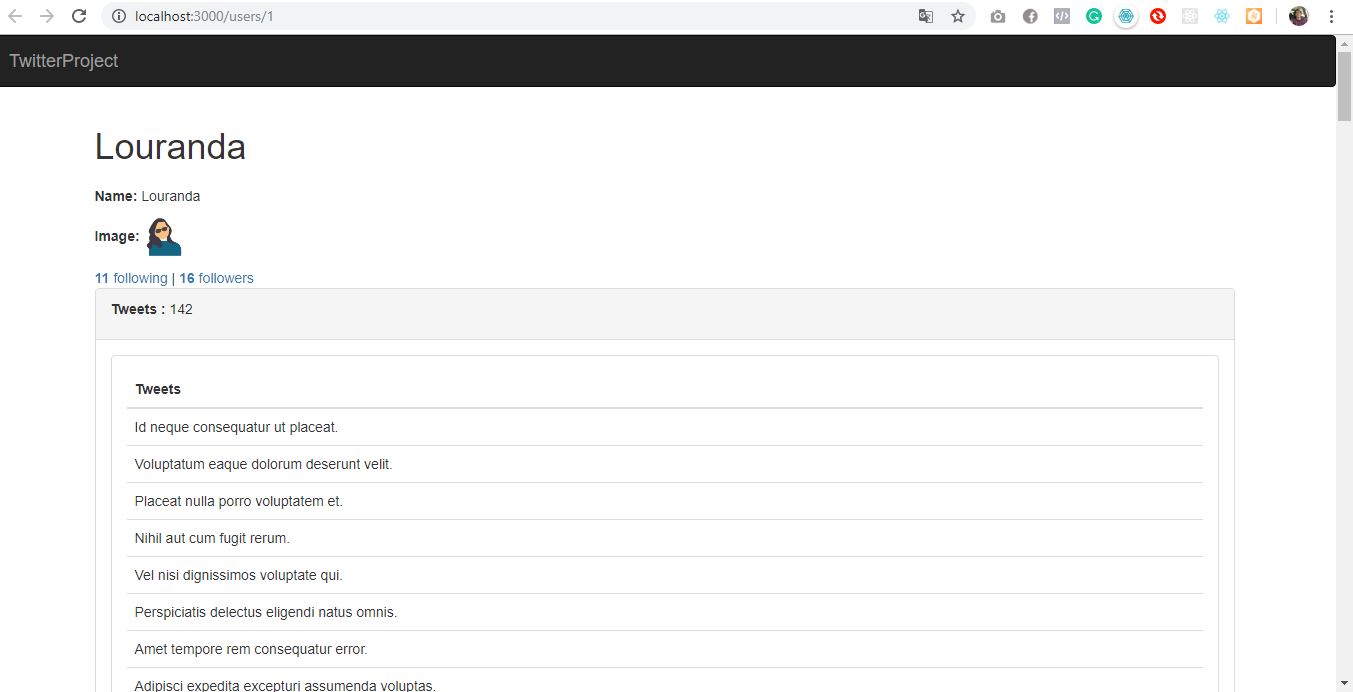 localhost:3000/users/1
TwitterProject
Louranda
Name: Louranda
Image:
11 following | 16 followers
Tweets : 142
Tweets
Id neque consequatur ut placeat.
Voluptatum eaque dolorum deserunt velit.
Placeat nulla porro voluptatem et.
Nihil aut cum fugit rerum.
Vel nisi dignissimos voluptate qui.
Perspiciatis delectus eligendi natus omnis.
Amet tempore rem consequatur error.
Adipisci expedita excepturi assumenda voluptas.